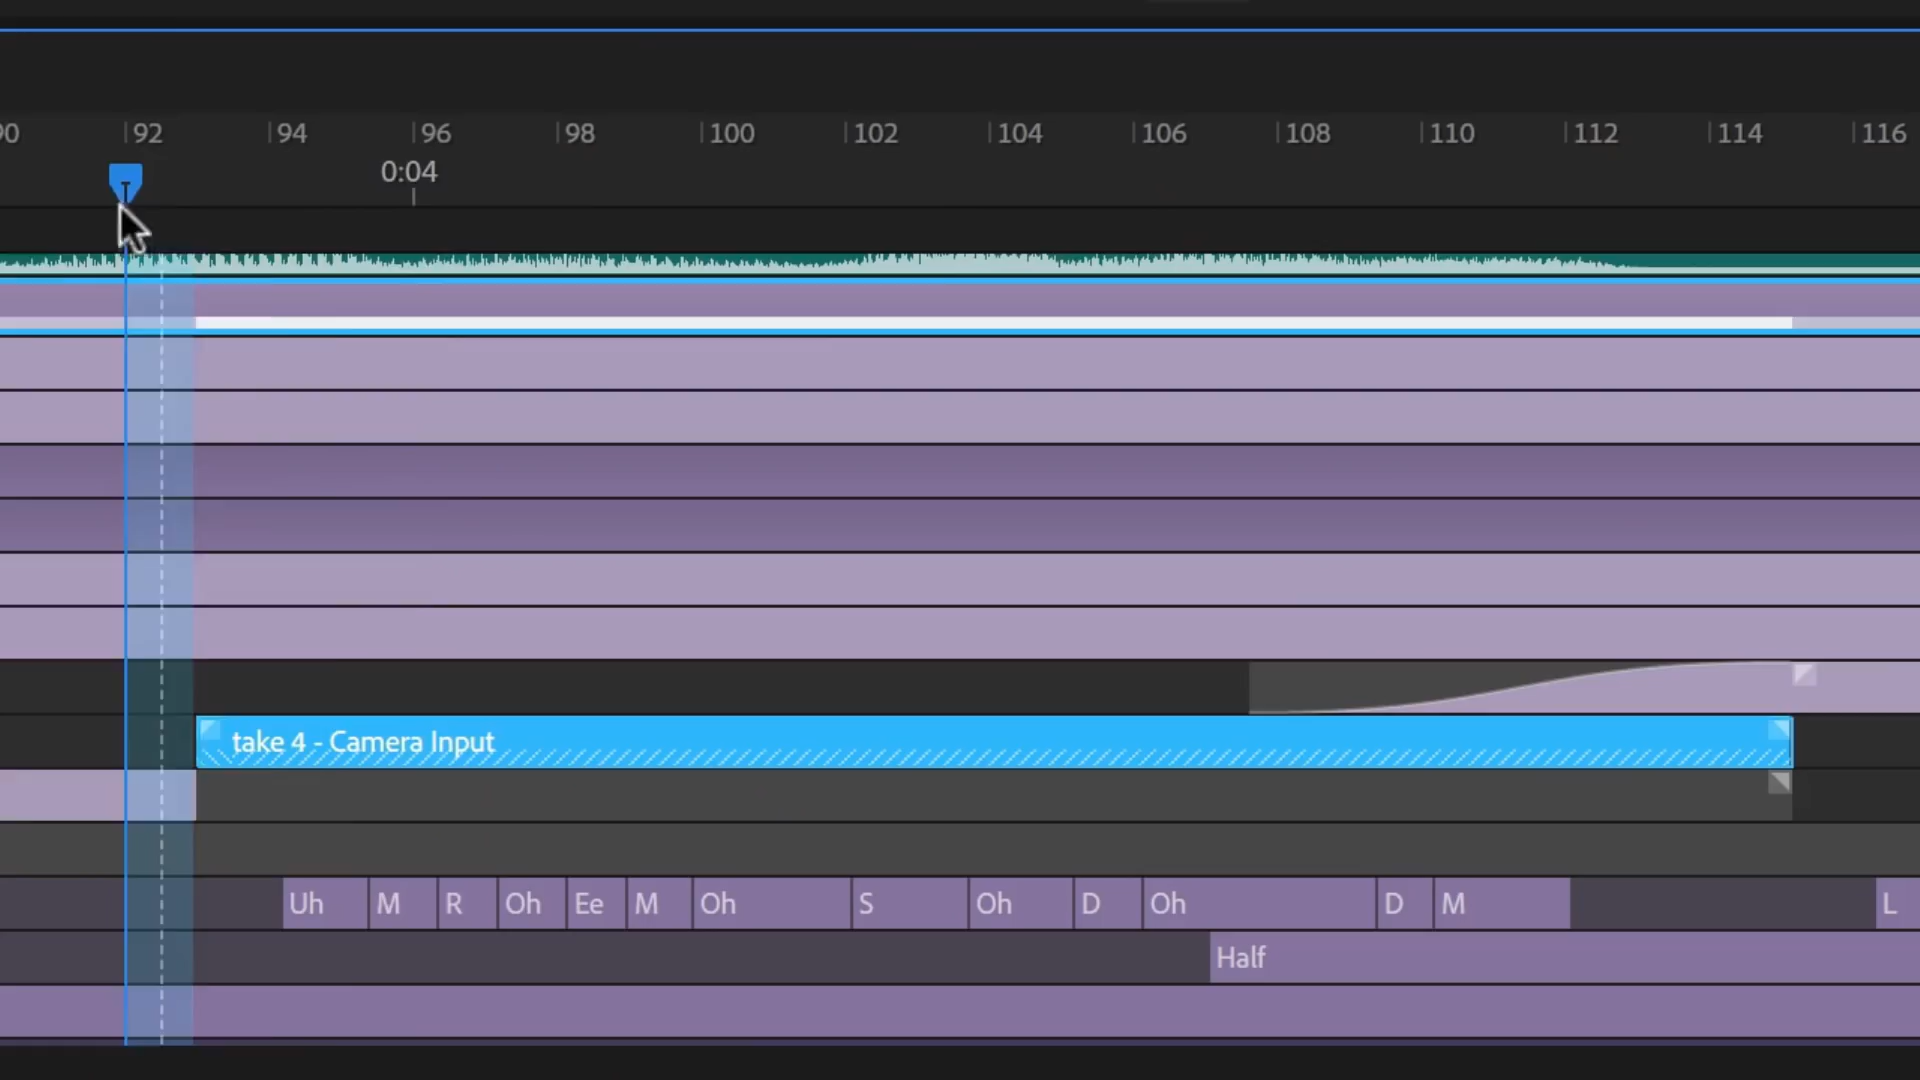 90 92 94 96 98 100 102 104 106 108 110 112 114 116
0:04
take 4 - Camera Input
Uh M R Oh Ee M Oh S Oh D Oh D M L
Half